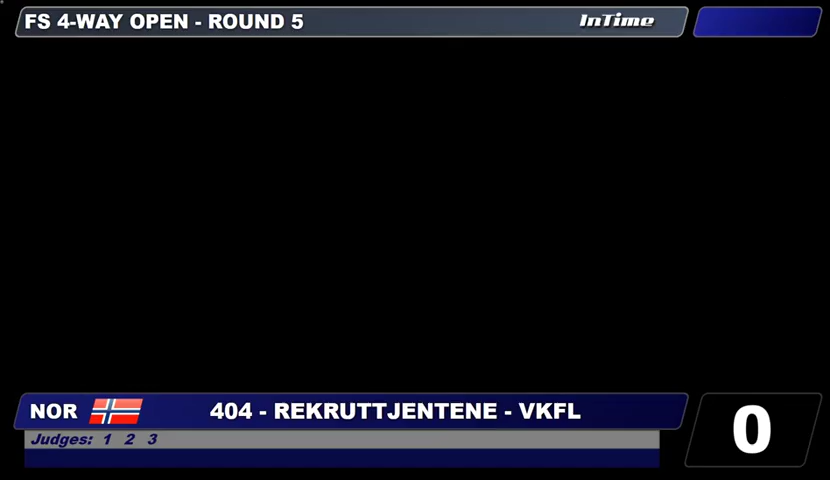 FS 4-WAY OPEN - ROUND 5
InTime
NOR
404 - REKRUTTJENTENE - VKFL
0
Judges: 1 2 3